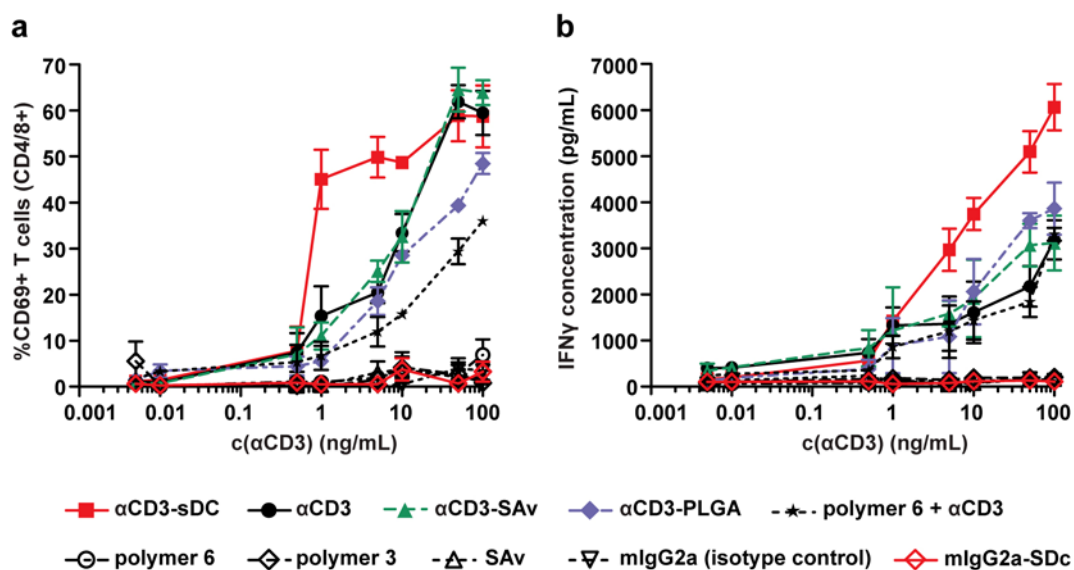 a
b
%CD69+ T cells (CD4/8+)
70
60
50
40
30
20
10
0
0.001 0.01 0.1 1 10 100
c(αCD3) (ng/mL)
IFNγ concentration (pg/mL)
7000
6000
5000
4000
3000
2000
1000
0
0.001 0.01 0.1 1 10 100
c(αCD3) (ng/mL)
αCD3-sDC αCD3 αCD3-SAv αCD3-PLGA polymer 6 + αCD3
polymer 6 polymer 3 SAv mIgG2a (isotype control) mIgG2a-SDc